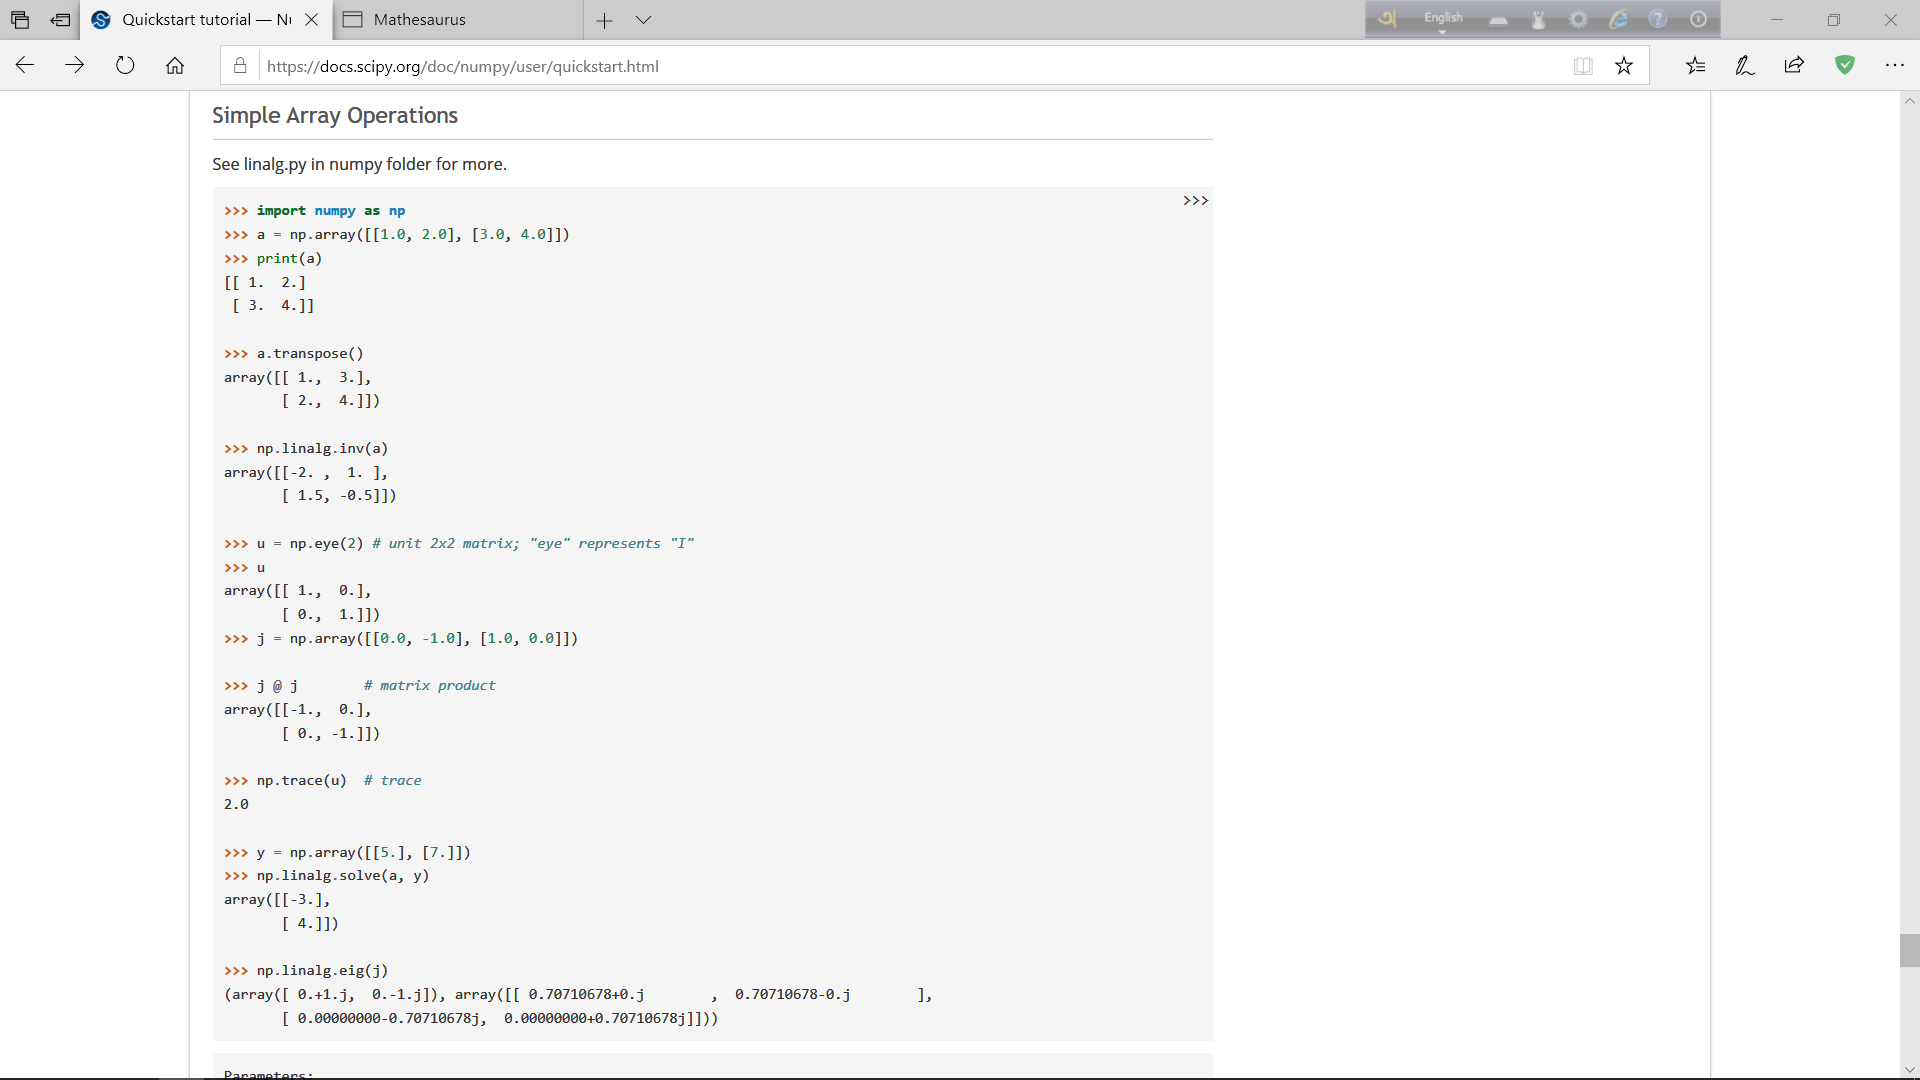 Quickstart tutorial — Nu
Mathesaurus
English
https://docs.scipy.org/doc/numpy/user/quickstart.html
Simple Array Operations
See linalg.py in numpy folder for more.
>>>
>>> import numpy as np
>>> a = np.array([[1.0, 2.0], [3.0, 4.0]])
>>> print(a)
[[ 1.  2.]
 [ 3.  4.]]
>>> a.transpose()
array([[ 1.,  3.],
       [ 2.,  4.]])
>>> np.linalg.inv(a)
array([[-2. ,  1. ],
       [ 1.5, -0.5]])
>>> u = np.eye(2) # unit 2x2 matrix; "eye" represents "I"
>>> u
array([[ 1.,  0.],
       [ 0.,  1.]])
>>> j = np.array([[0.0, -1.0], [1.0, 0.0]])
>>> j @ j        # matrix product
array([[-1.,  0.],
       [ 0., -1.]])
>>> np.trace(u)  # trace
2.0
>>> y = np.array([[5.], [7.]])
>>> np.linalg.solve(a, y)
array([[-3.],
       [ 4.]])
>>> np.linalg.eig(j)
(array([ 0.+1.j,  0.-1.j]), array([[ 0.70710678+0.j        ,  0.70710678-0.j        ],
       [ 0.00000000-0.70710678j,  0.00000000+0.70710678j]]))
Parameters: